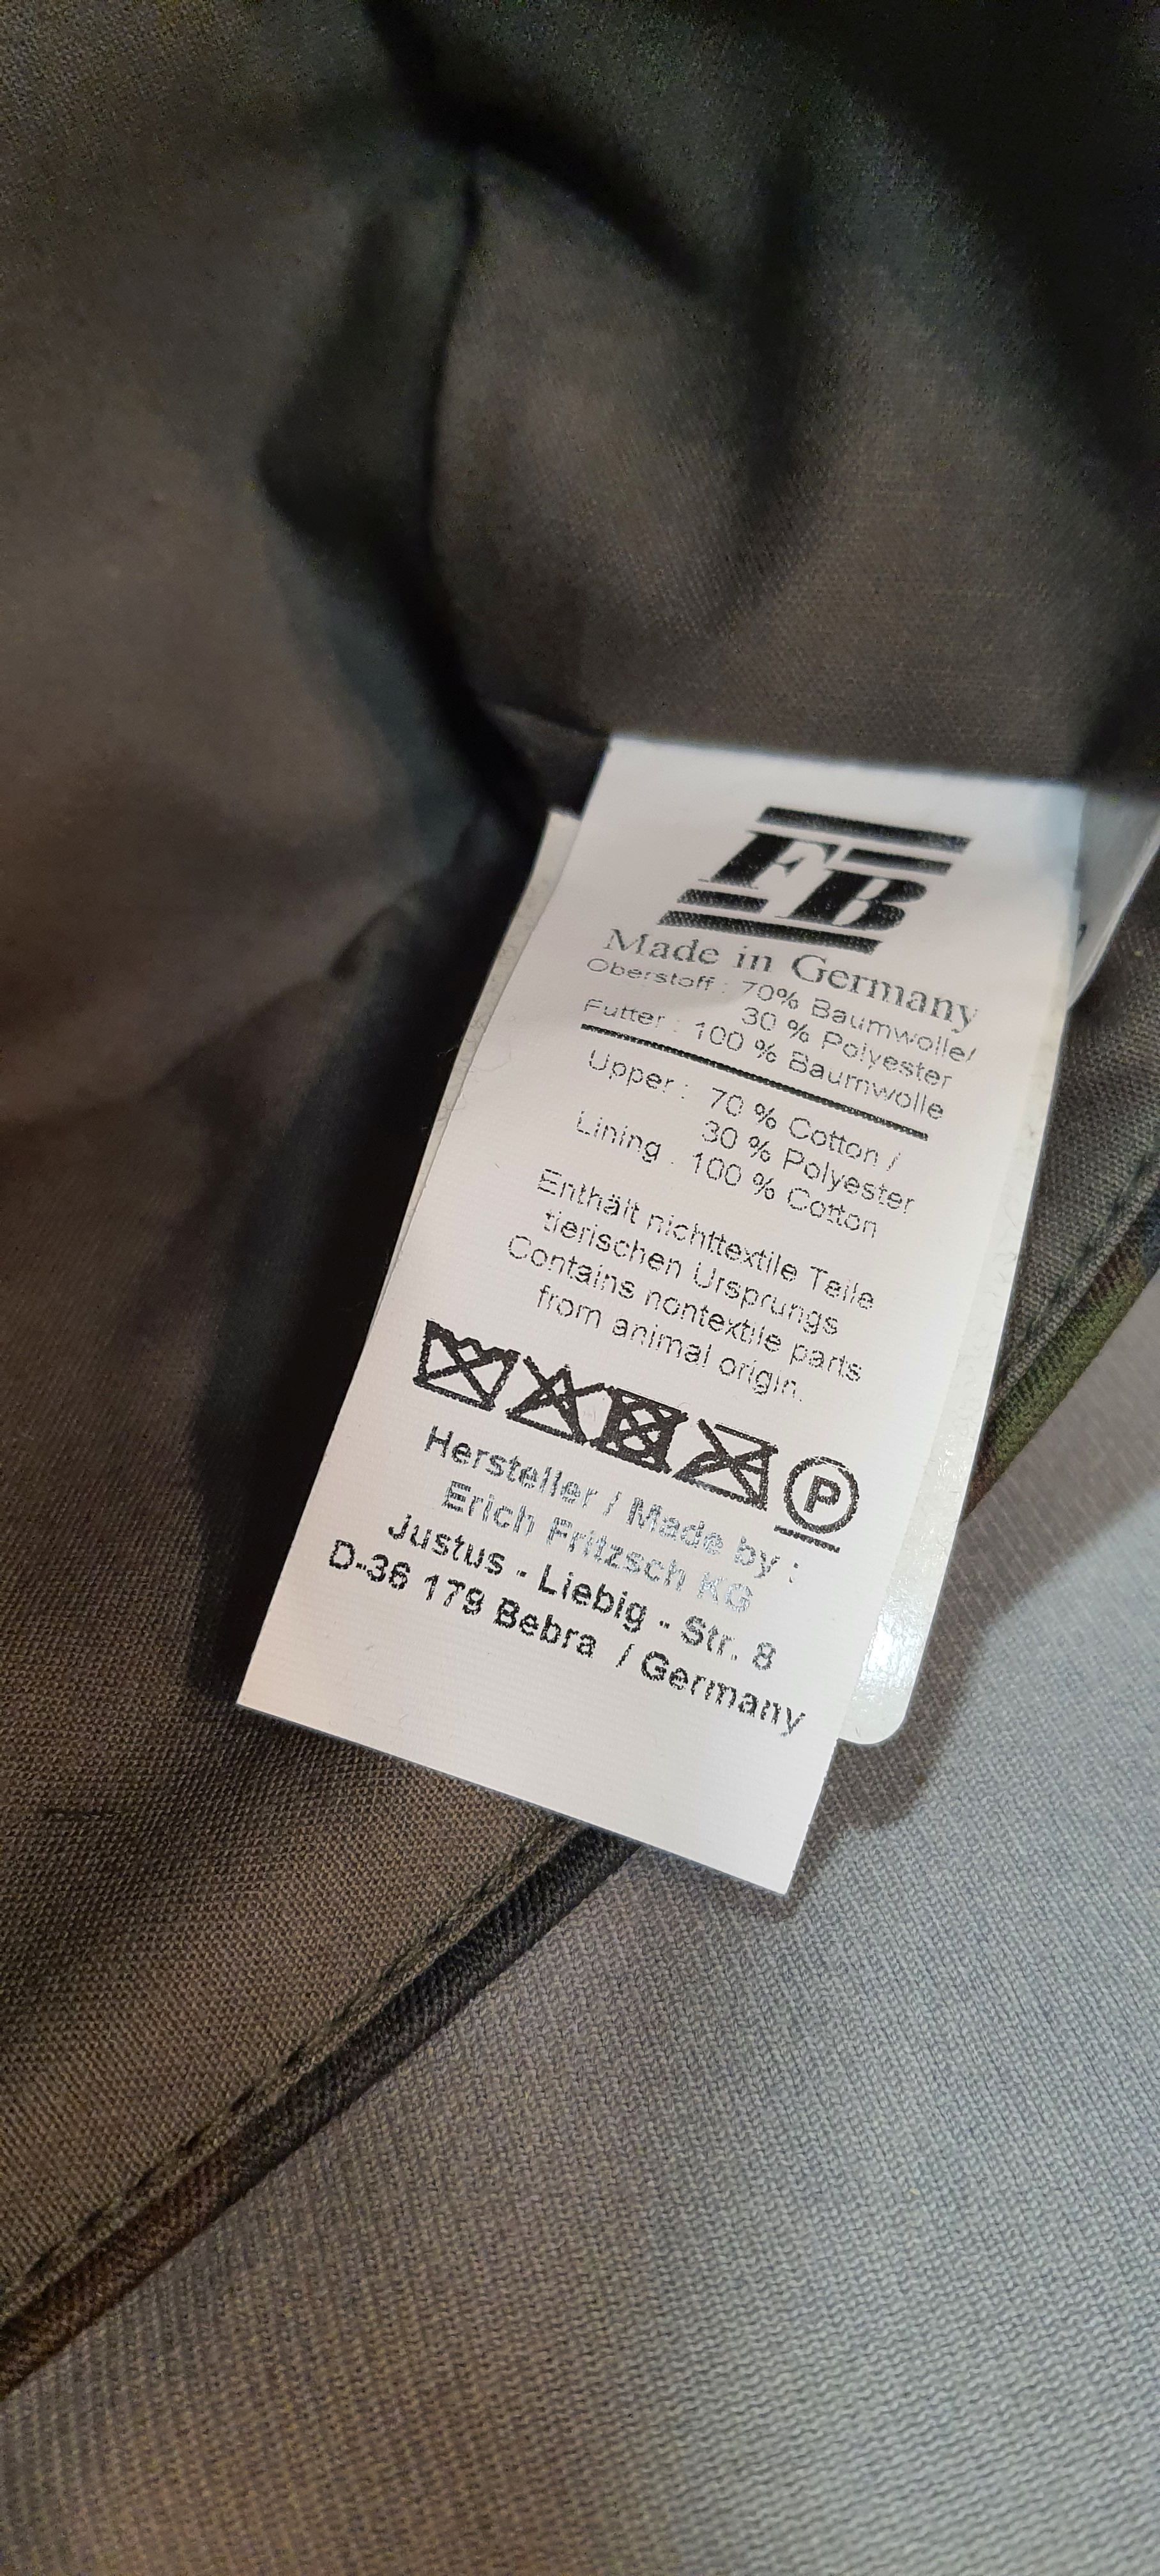 FB
Made in Germany
Oberstoff : 70% Baumwolle/
30 % Polyester
Futter : 100 % Baumwolle
Upper : 70 % Cotton /
30 % Polyester
Lining : 100 % Cotton
Enthält nichttextile Teile
tierischen Ursprungs
Contains nontextile parts
from animal origin.
P
Hersteller / Made by :
Erich Fritzsch KG
Justus - Liebig - Str. 8
D-36 179 Bebra / Germany